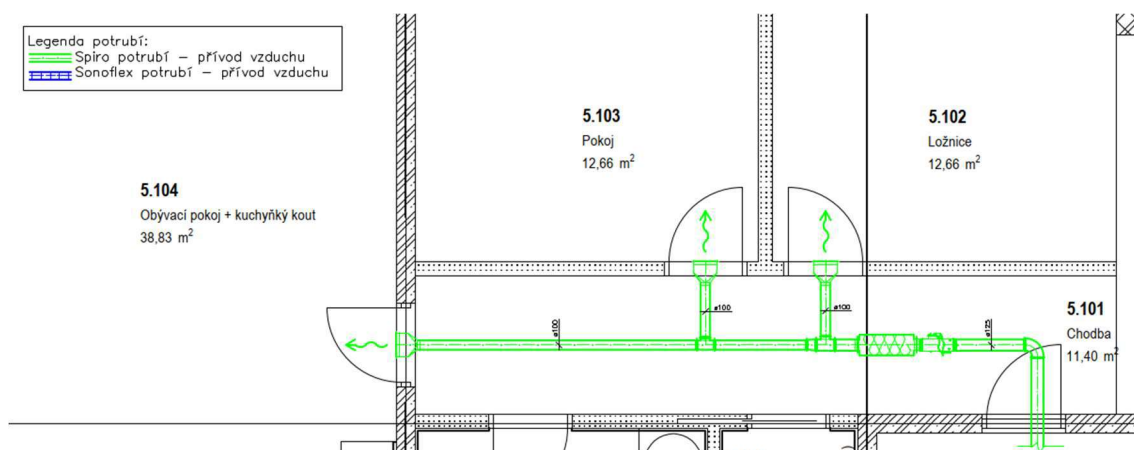 Legenda potrubí:
Spiro potrubí – přívod vzduchu
Sonoflex potrubí – přívod vzduchu
5.103
Pokoj
12,66 m²
5.102
Ložnice
12,66 m²
5.104
Obývací pokoj + kuchyňký kout
38,83 m²
5.101
Chodba
11,40 m²
ø100
ø100
ø100
ø125